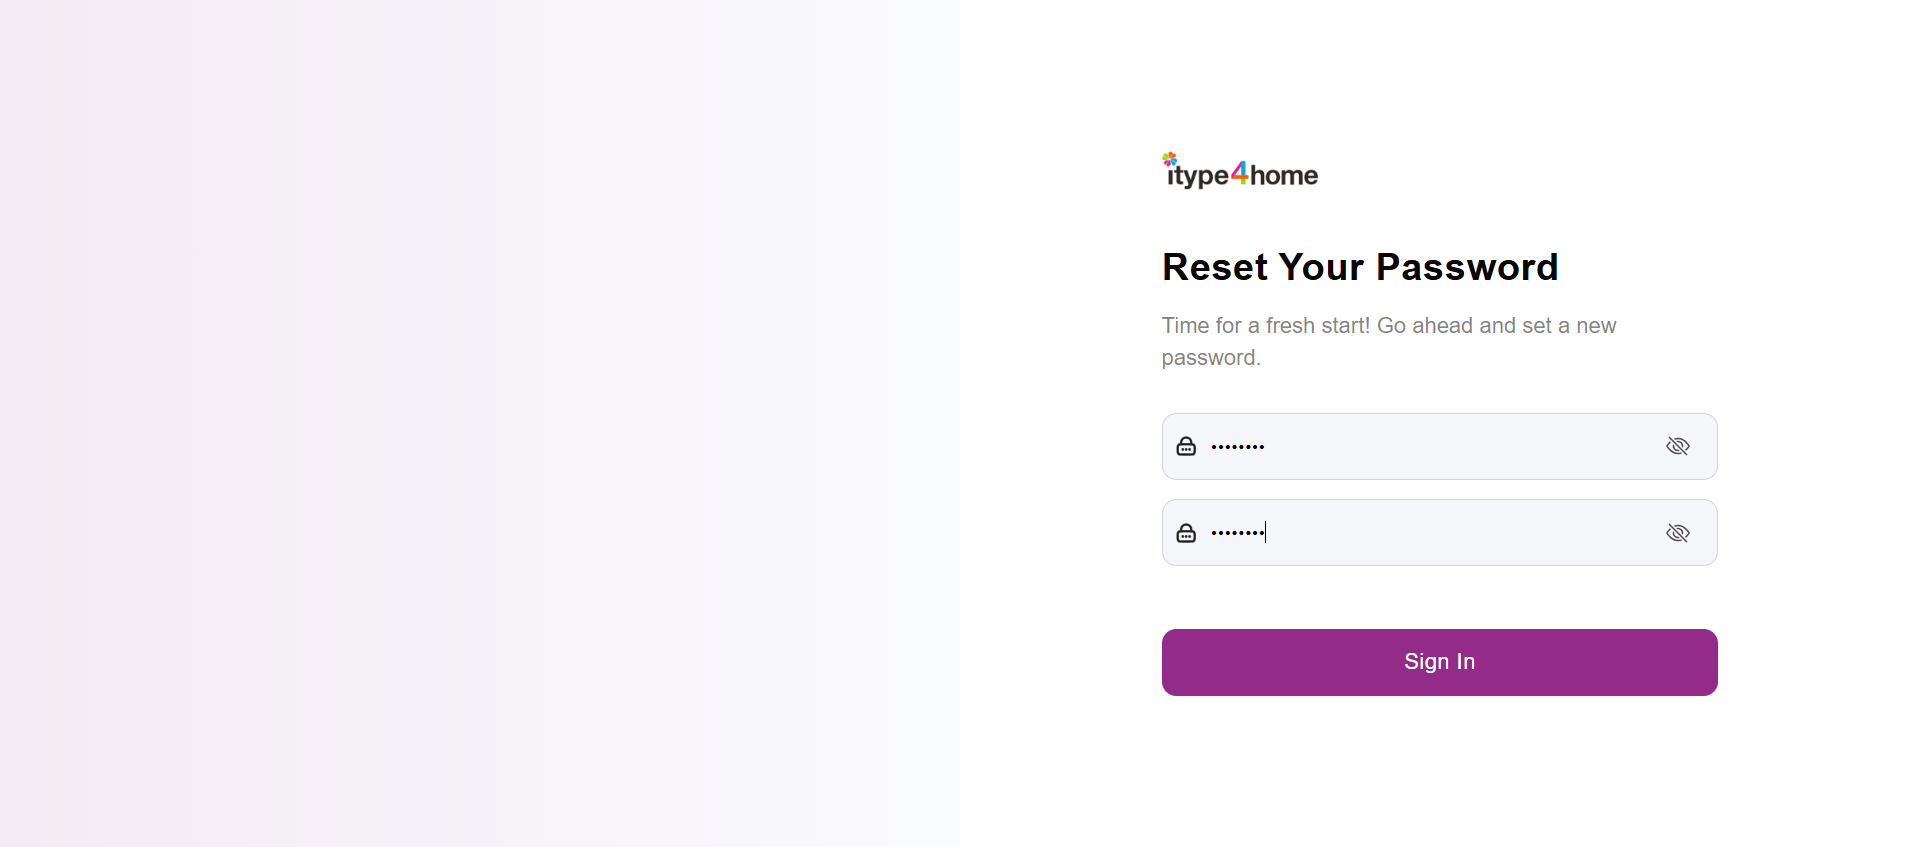 itype4home
Reset Your Password
Time for a fresh start! Go ahead and set a new
password.
••••••••
••••••••
Sign In